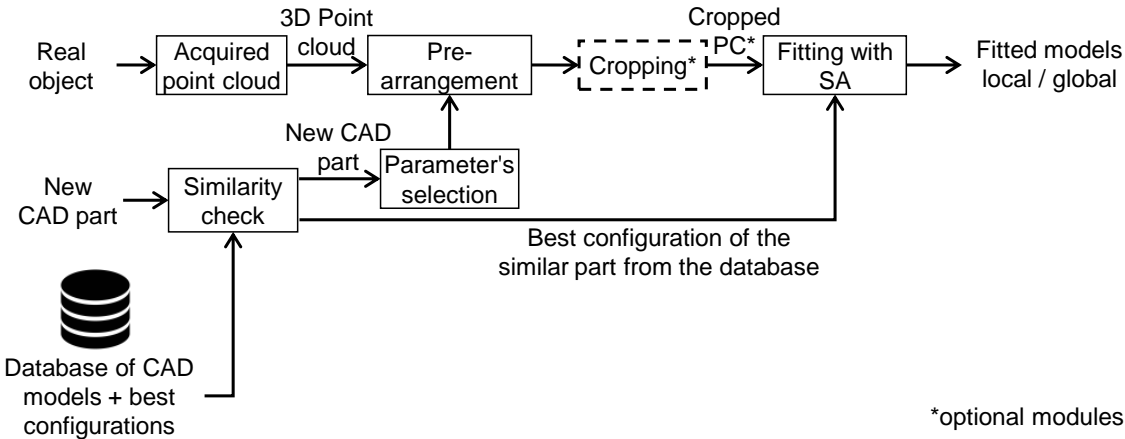 3D Point
cloud
Cropped
PC*
Real
object
Acquired
point cloud
Pre-
arrangement
Cropping*
Fitting with
SA
Fitted models
local / global
New CAD
part
New
CAD part
Similarity
check
Parameter's
selection
Best configuration of the
similar part from the database
Database of CAD
models + best
configurations
*optional modules